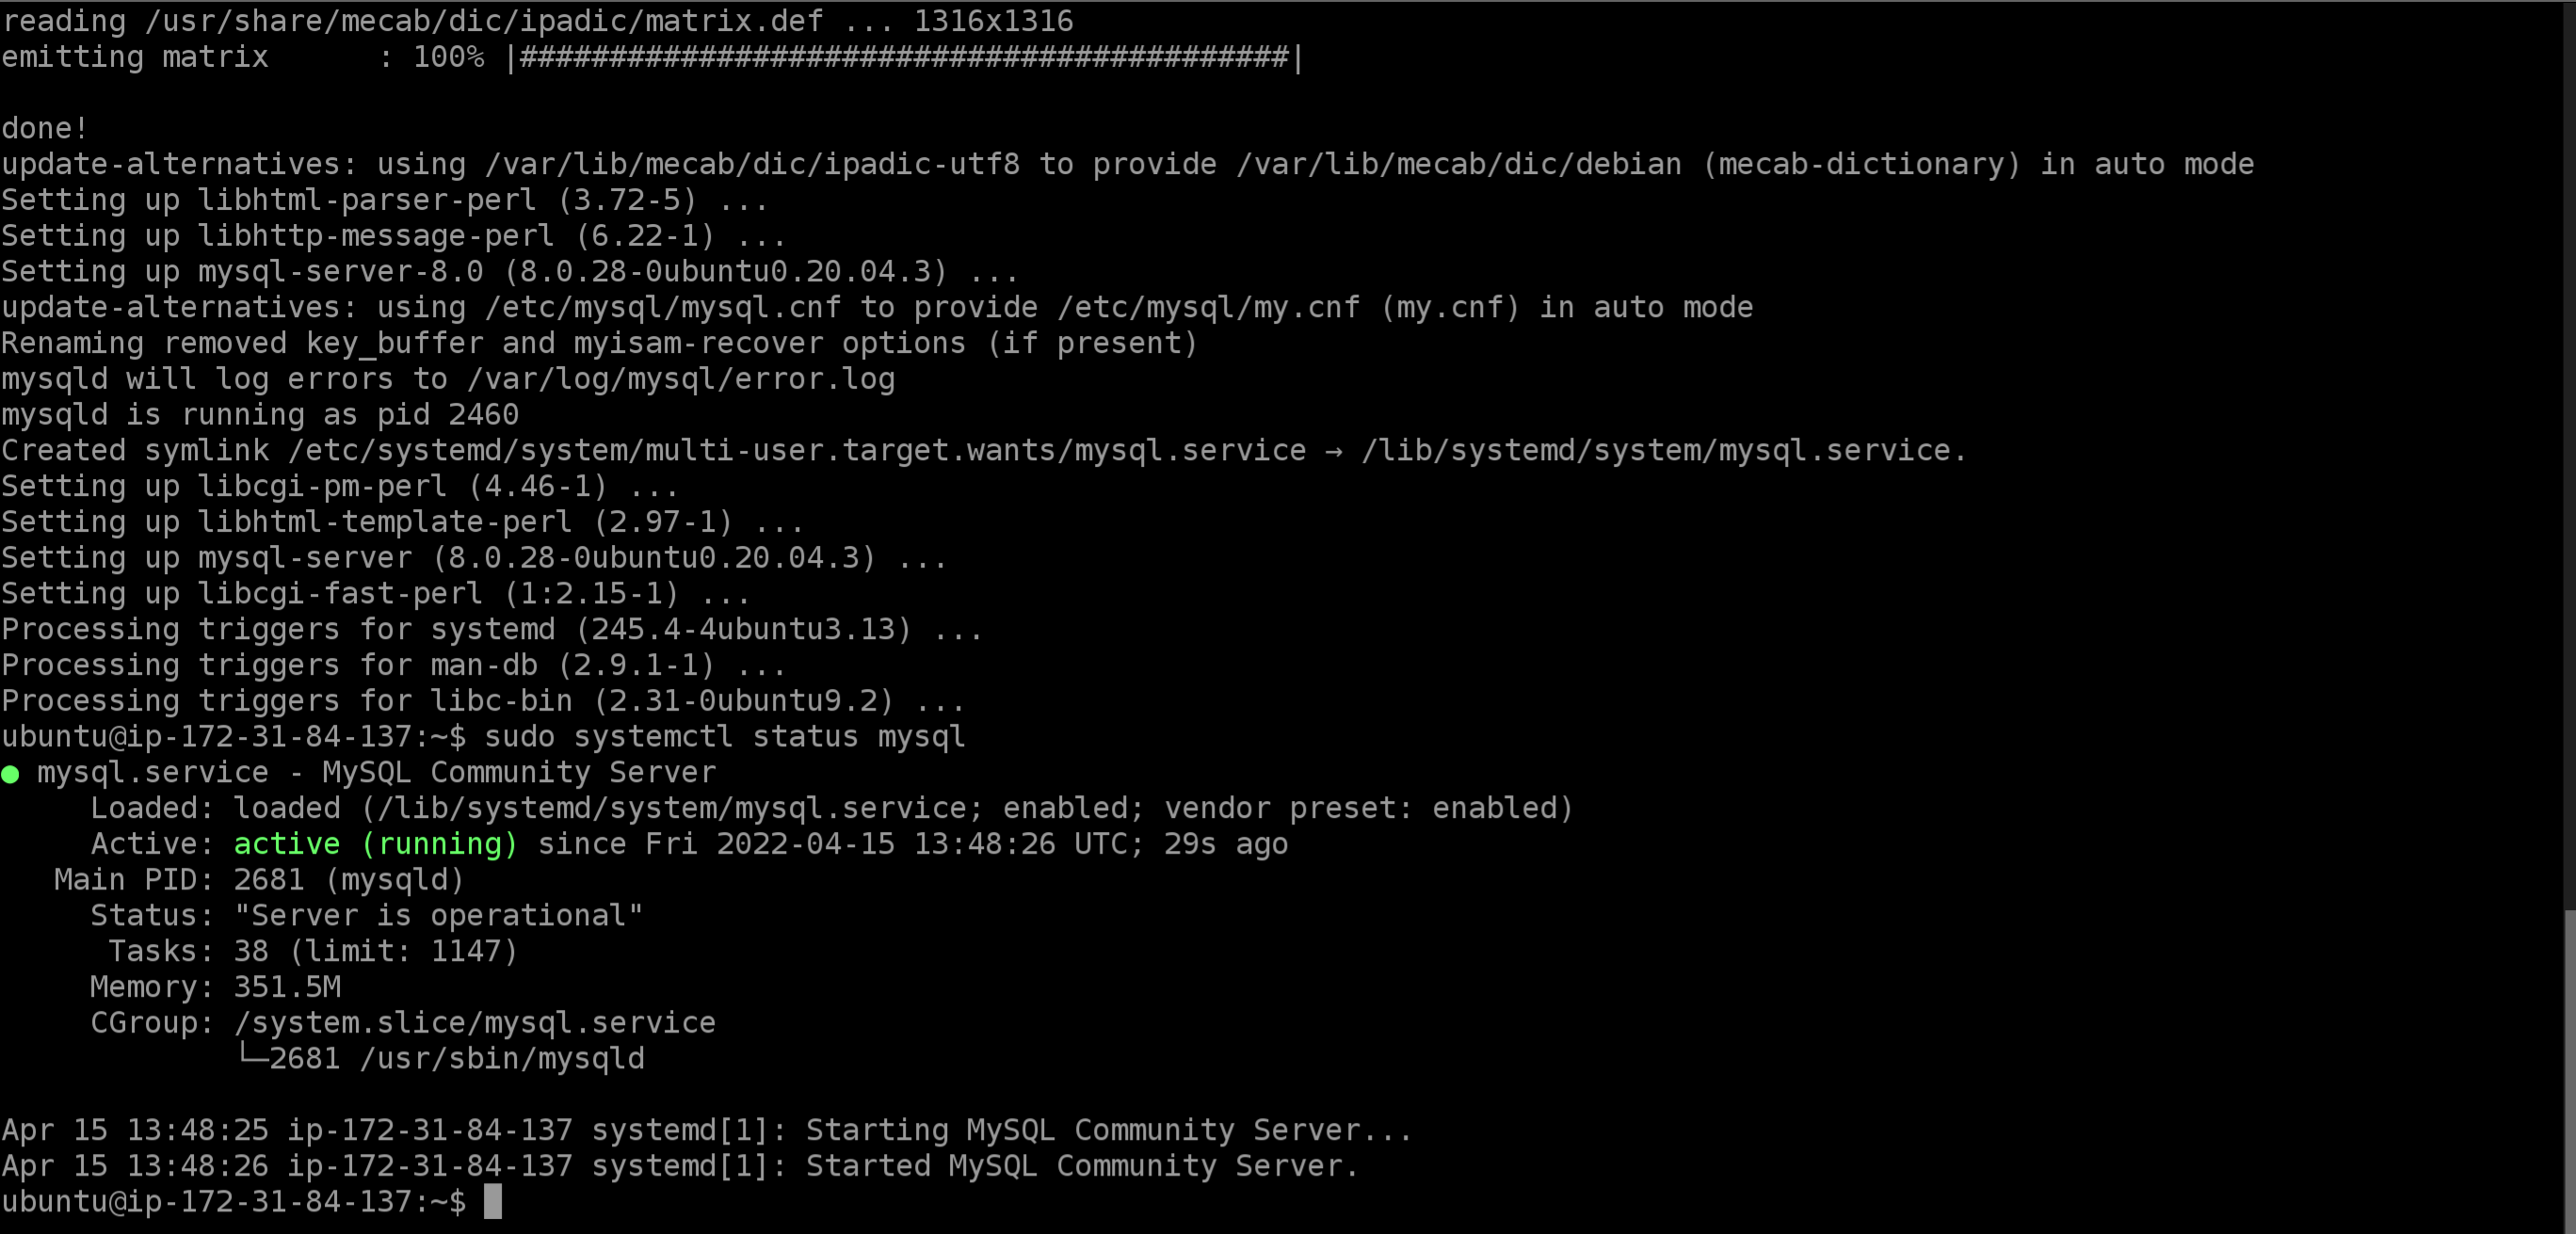 reading /usr/share/mecab/dic/ipadic/matrix.def ... 1316x1316
emitting matrix      : 100% |###########################################|
done!
update-alternatives: using /var/lib/mecab/dic/ipadic-utf8 to provide /var/lib/mecab/dic/debian (mecab-dictionary) in auto mode
Setting up libhtml-parser-perl (3.72-5) ...
Setting up libhttp-message-perl (6.22-1) ...
Setting up mysql-server-8.0 (8.0.28-0ubuntu0.20.04.3) ...
update-alternatives: using /etc/mysql/mysql.cnf to provide /etc/mysql/my.cnf (my.cnf) in auto mode
Renaming removed key_buffer and myisam-recover options (if present)
mysqld will log errors to /var/log/mysql/error.log
mysqld is running as pid 2460
Created symlink /etc/systemd/system/multi-user.target.wants/mysql.service → /lib/systemd/system/mysql.service.
Setting up libcgi-pm-perl (4.46-1) ...
Setting up libhtml-template-perl (2.97-1) ...
Setting up mysql-server (8.0.28-0ubuntu0.20.04.3) ...
Setting up libcgi-fast-perl (1:2.15-1) ...
Processing triggers for systemd (245.4-4ubuntu3.13) ...
Processing triggers for man-db (2.9.1-1) ...
Processing triggers for libc-bin (2.31-0ubuntu9.2) ...
ubuntu@ip-172-31-84-137:~$ sudo systemctl status mysql
● mysql.service - MySQL Community Server
     Loaded: loaded (/lib/systemd/system/mysql.service; enabled; vendor preset: enabled)
     Active: active (running) since Fri 2022-04-15 13:48:26 UTC; 29s ago
   Main PID: 2681 (mysqld)
     Status: "Server is operational"
      Tasks: 38 (limit: 1147)
     Memory: 351.5M
     CGroup: /system.slice/mysql.service
             └─2681 /usr/sbin/mysqld
Apr 15 13:48:25 ip-172-31-84-137 systemd[1]: Starting MySQL Community Server...
Apr 15 13:48:26 ip-172-31-84-137 systemd[1]: Started MySQL Community Server.
ubuntu@ip-172-31-84-137:~$